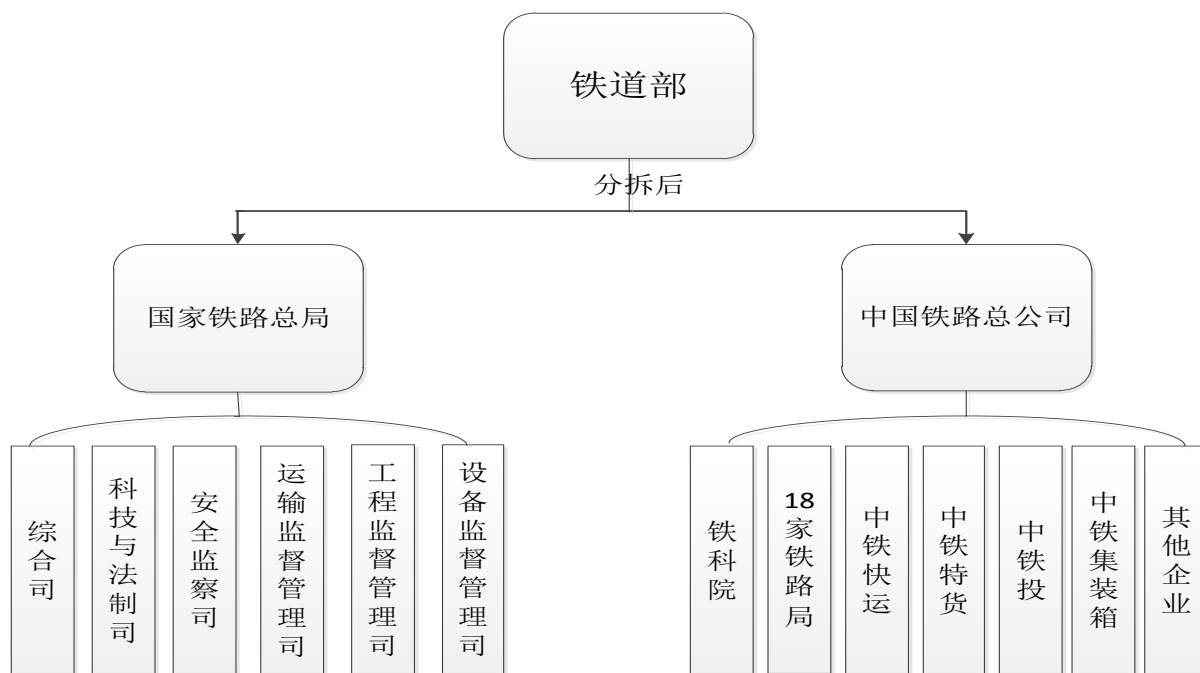 铁道部
分拆后
国家铁路总局
中国铁路总公司
综合司
科技与法制司
安全监察司
运输监督管理司
工程监督管理司
设备监督管理司
铁科院
18家铁路局
中铁快运
中铁特货
中铁投
中铁集装箱
其他企业